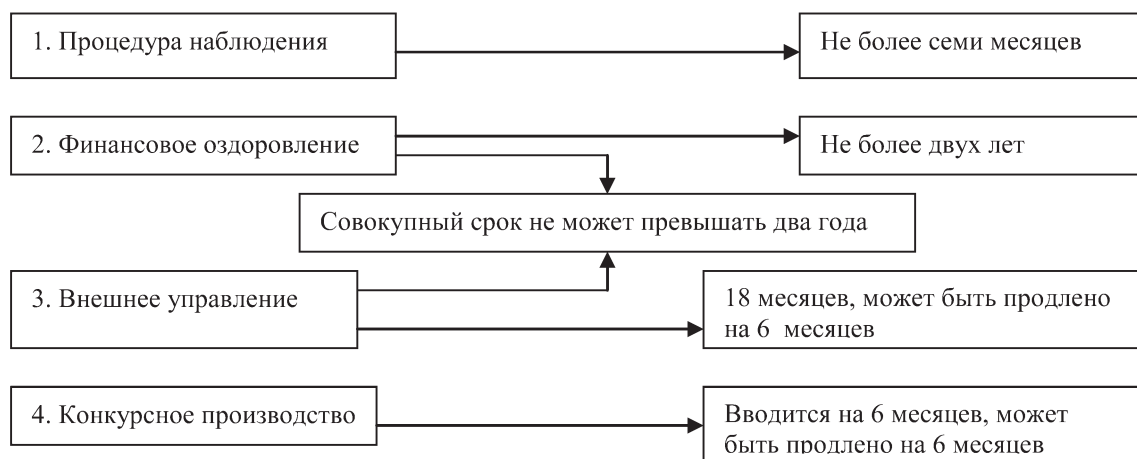 1. Процедура наблюдения
Не более семи месяцев
2. Финансовое оздоровление
Не более двух лет
Совокупный срок не может превышать два года
3. Внешнее управление
18 месяцев, может быть продлено
на 6 месяцев
4. Конкурсное производство
Вводится на 6 месяцев, может
быть продлено на 6 месяцев